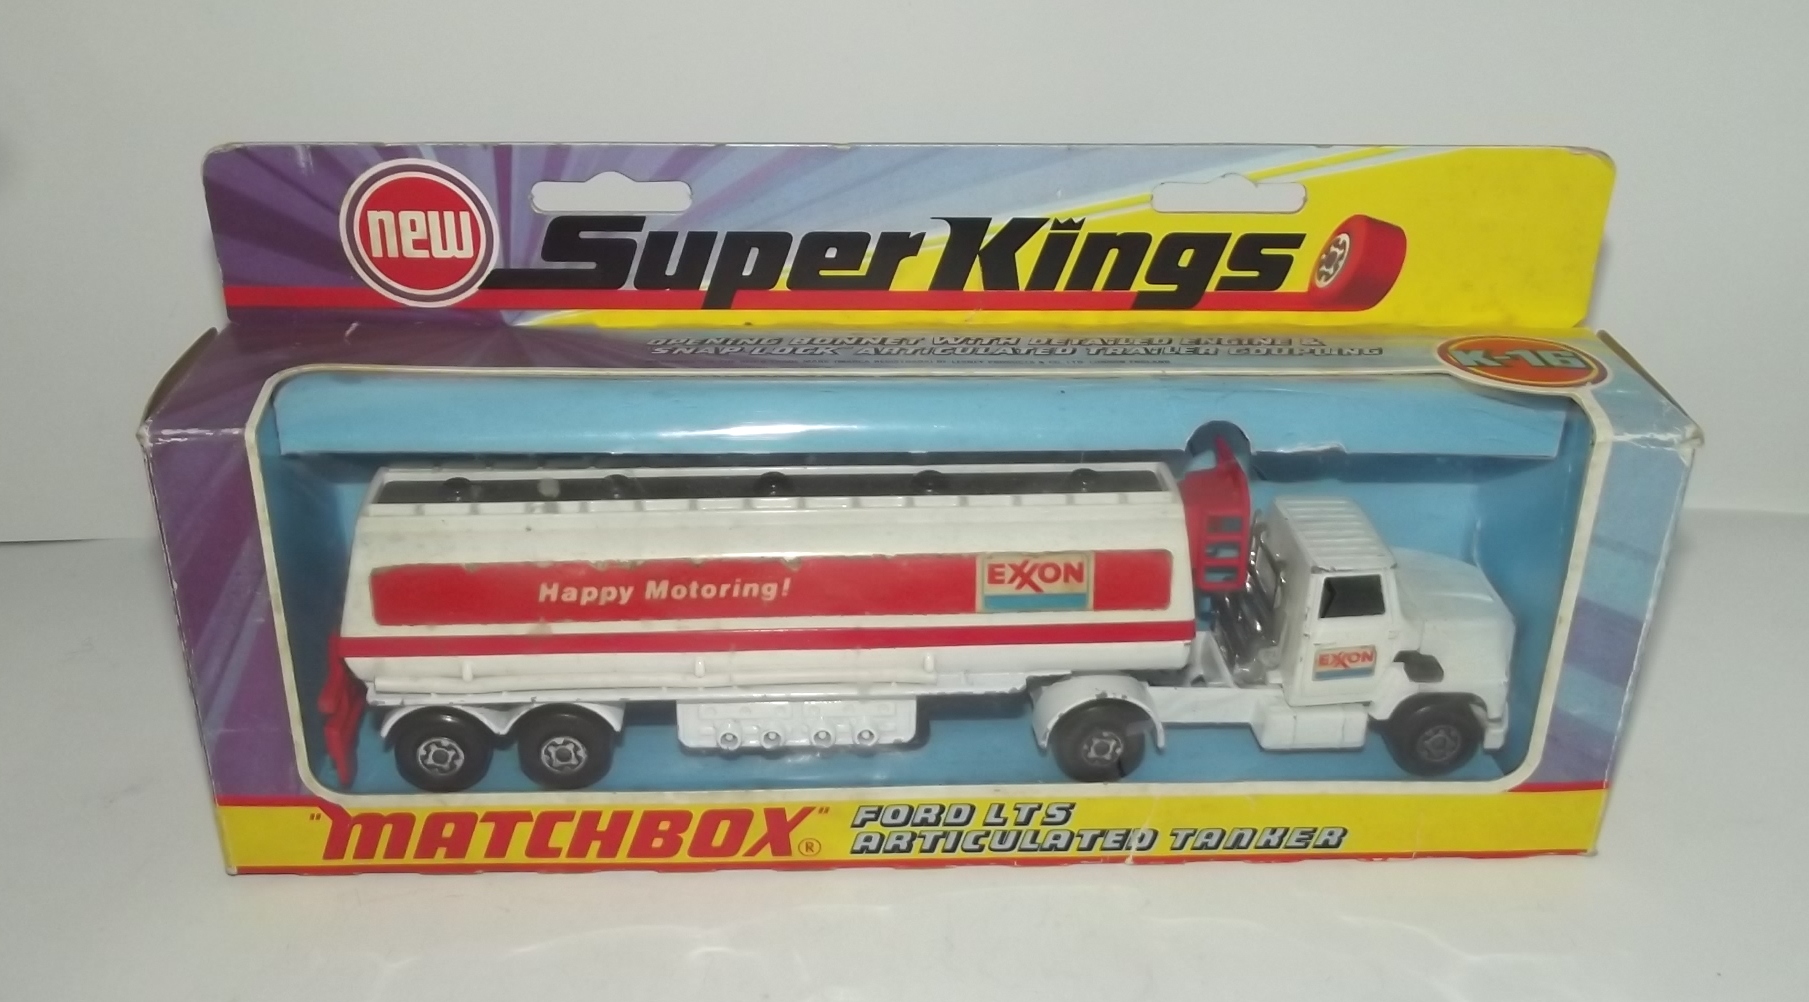 new
Super Kings
OPENING BONNET WITH DETAILED ENGINE &
SNAP-LOCK ARTICULATED TRAILER COUPLING
K-16
Happy Motoring!
EXXON
EXXON
"MATCHBOX"®
FORD LTS
ARTICULATED TANKER